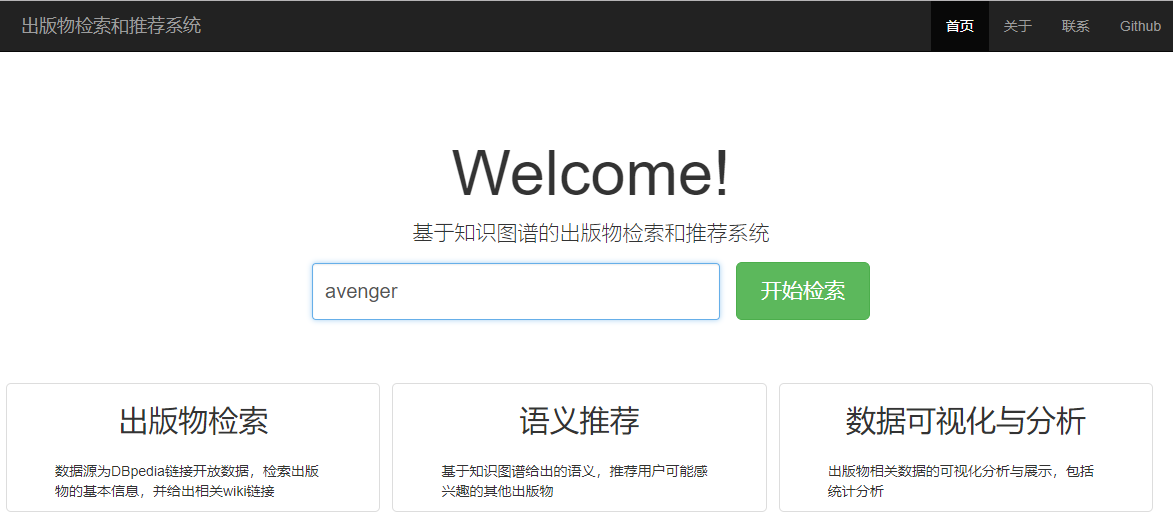 出版物检索和推荐系统
首页
关于
联系
Github
Welcome!
基于知识图谱的出版物检索和推荐系统
avenger
开始检索
出版物检索
数据源为DBpedia链接开放数据，检索出版
物的基本信息，并给出相关wiki链接
语义推荐
基于知识图谱给出的语义，推荐用户可能感
兴趣的其他出版物
数据可视化与分析
出版物相关数据的可视化分析与展示，包括
统计分析